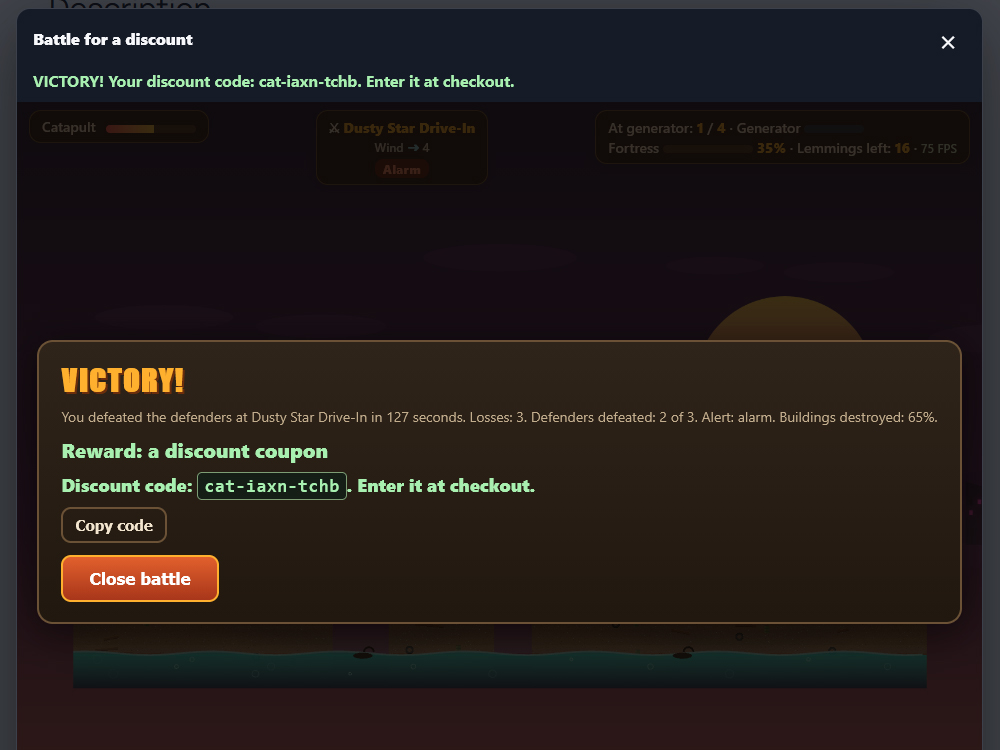 Description
Battle for a discount
✕
VICTORY! Your discount code: cat-iaxn-tchb. Enter it at checkout.
Catapult
⚔ Dusty Star Drive-In
Wind → 4
Alarm
At generator: 1 / 4 · Generator
Fortress 35% · Lemmings left: 16 · 75 FPS
VICTORY!
You defeated the defenders at Dusty Star Drive-In in 127 seconds. Losses: 3. Defenders defeated: 2 of 3. Alert: alarm. Buildings destroyed: 65%.
Reward: a discount coupon
Discount code: cat-iaxn-tchb. Enter it at checkout.
Copy code
Close battle